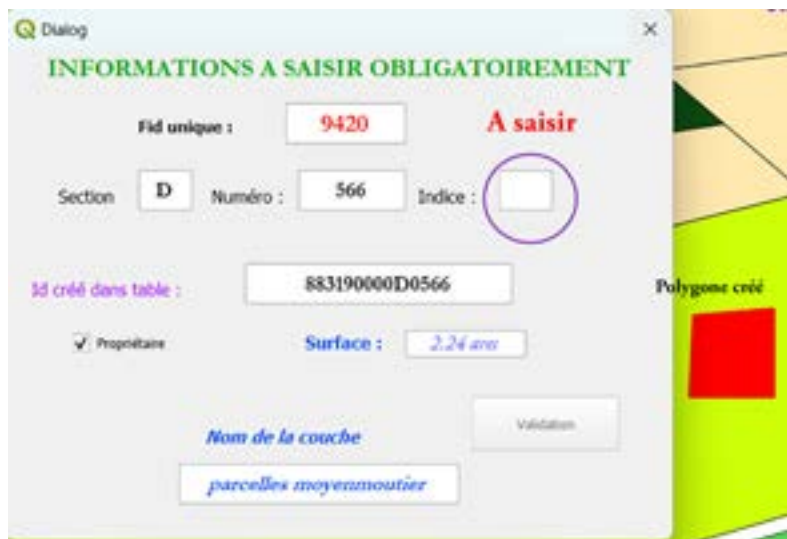 Dialog
INFORMATIONS A SAISIR OBLIGATOIREMENT
Fid unique : 9420 A saisir
Section D Numéro : 566 Indice :
Id créé dans table : 883190000D0566
Polygone créé
Propriétaire Surface : 2.24 ares
Validation
Nom de la couche
parcelles moyenmoutier